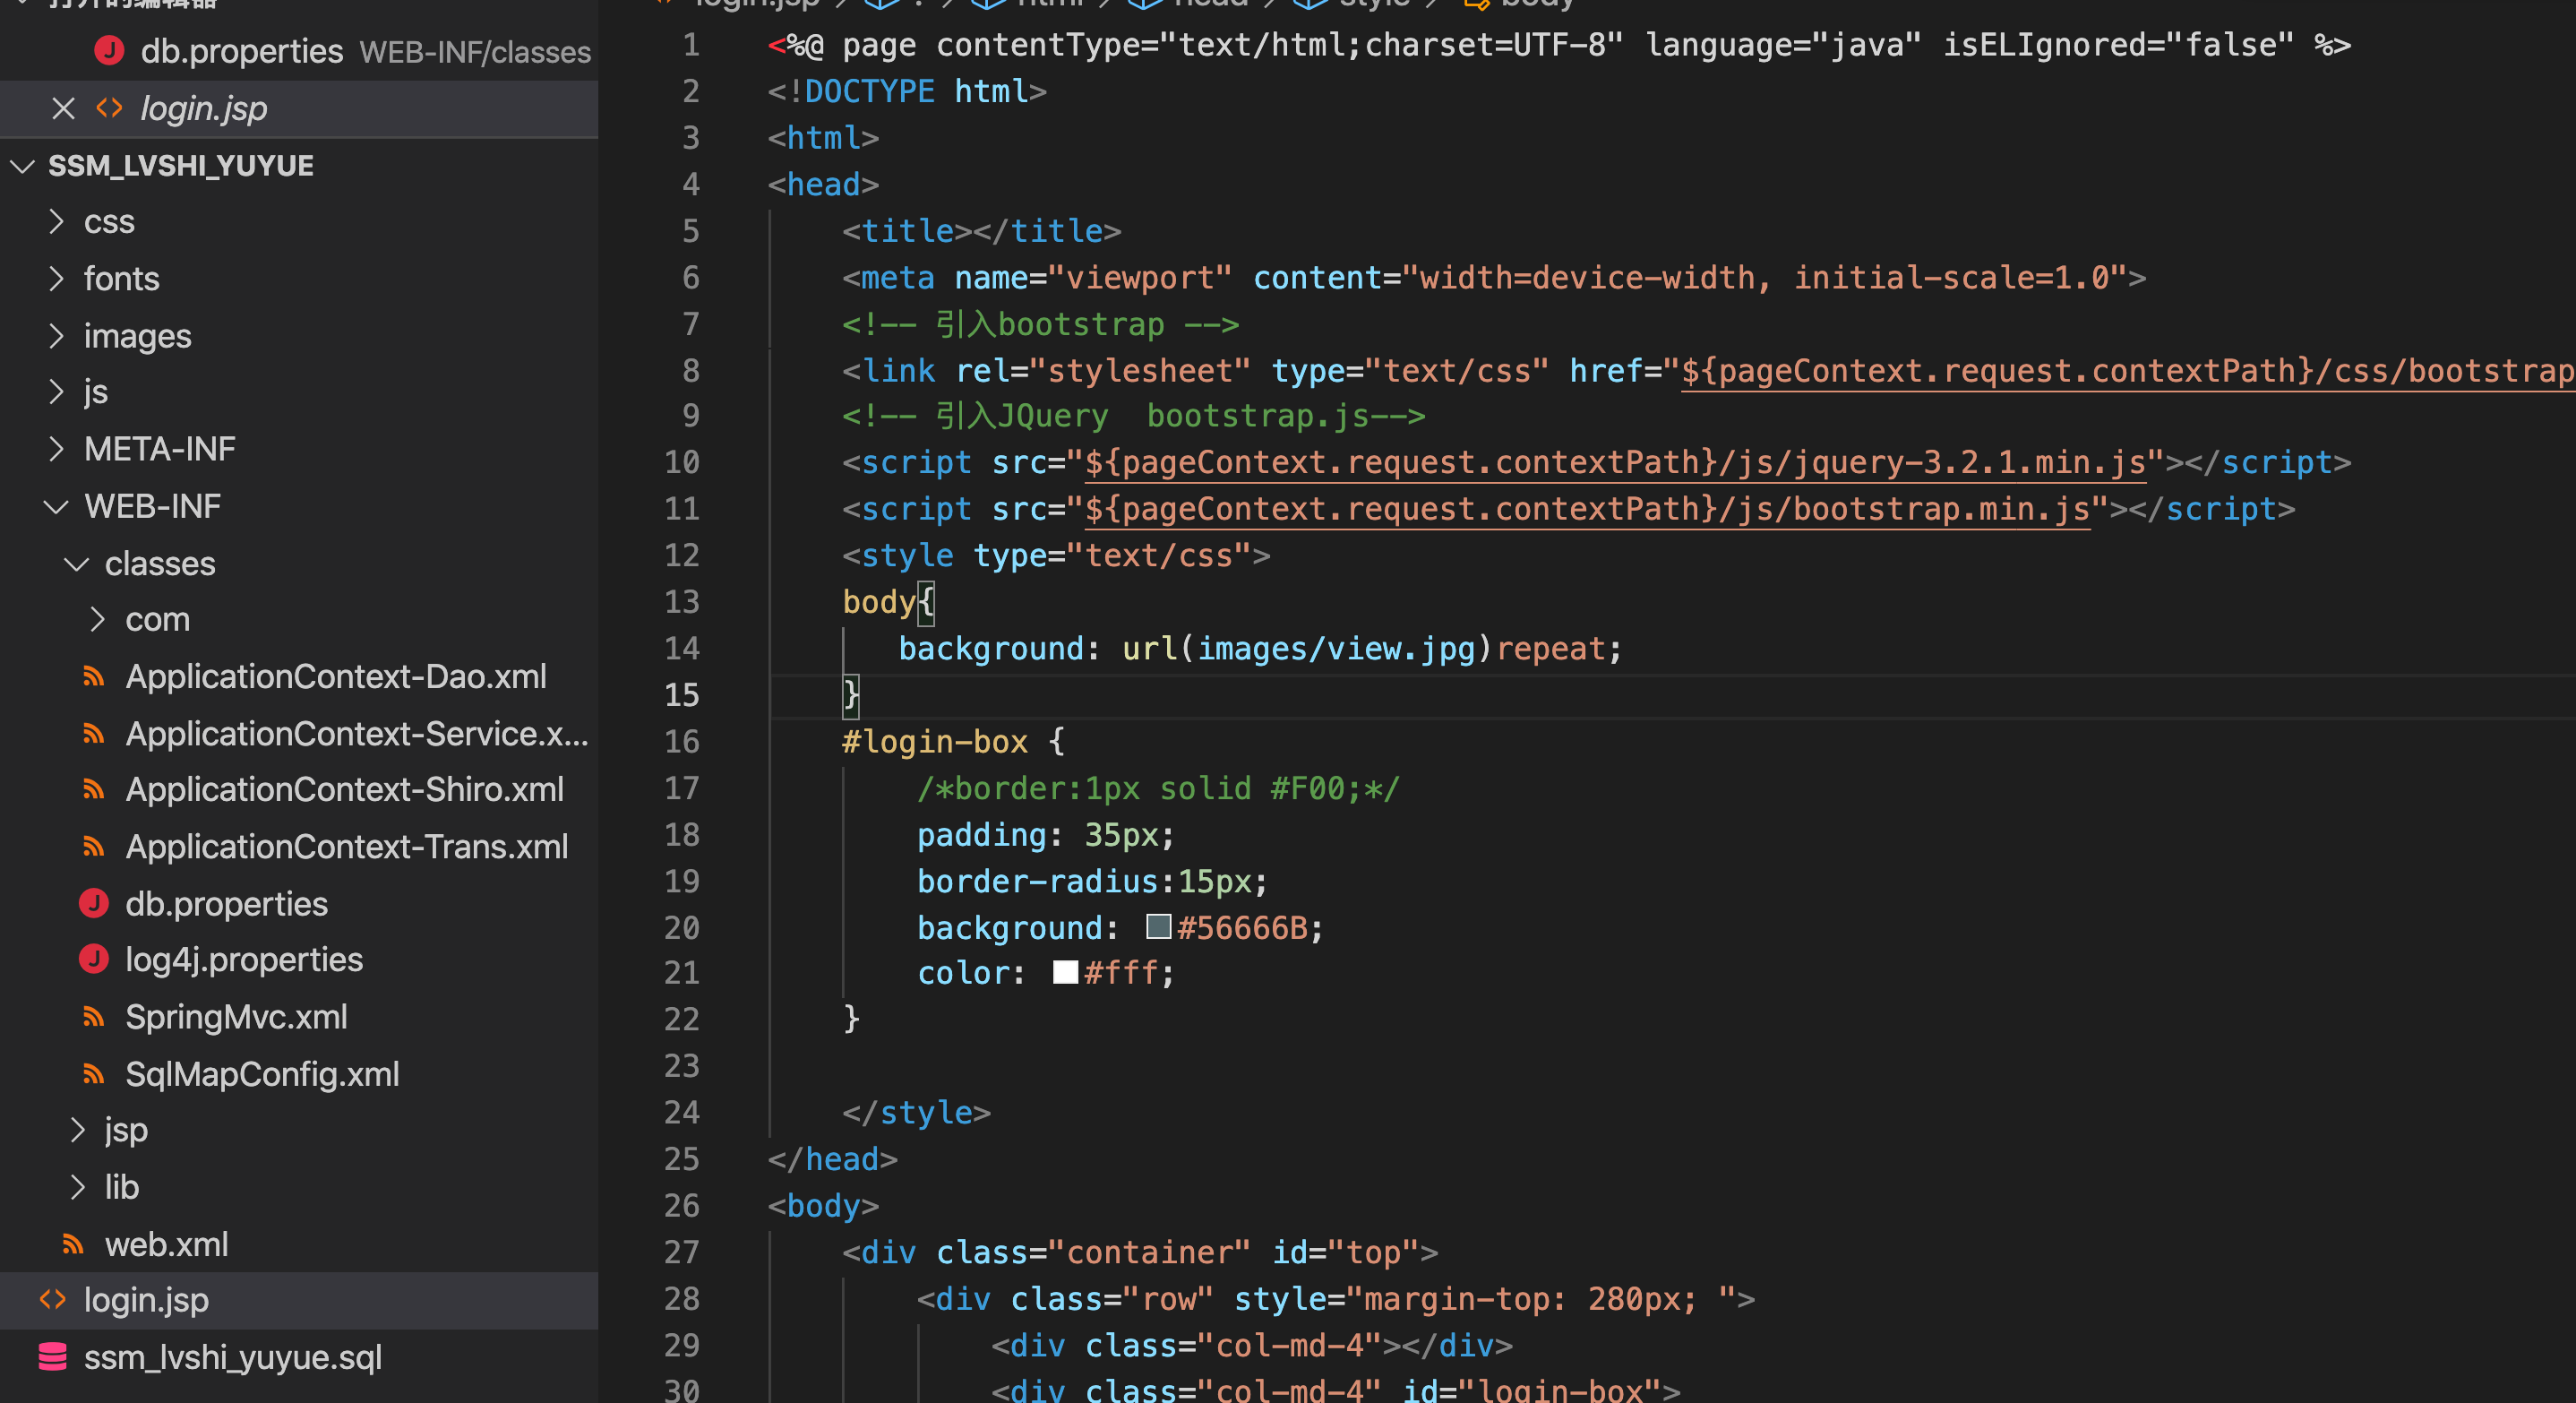 打开的编辑器
db.properties WEB-INF/classes
login.jsp
SSM_LVSHI_YUYUE
css
fonts
images
js
META-INF
WEB-INF
classes
com
ApplicationContext-Dao.xml
ApplicationContext-Service.x...
ApplicationContext-Shiro.xml
ApplicationContext-Trans.xml
db.properties
log4j.properties
SpringMvc.xml
SqlMapConfig.xml
jsp
lib
web.xml
login.jsp
ssm_lvshi_yuyue.sql
login.jsp > ? > html > head > style > body
1 <%@ page contentType="text/html;charset=UTF-8" language="java" isELIgnored="false" %>
2 <!DOCTYPE html>
3 <html>
4 <head>
5 <title></title>
6 <meta name="viewport" content="width=device-width, initial-scale=1.0">
7 <!-- 引入bootstrap -->
8 <link rel="stylesheet" type="text/css" href="${pageContext.request.contextPath}/css/bootstrap
9 <!-- 引入JQuery  bootstrap.js-->
10 <script src="${pageContext.request.contextPath}/js/jquery-3.2.1.min.js"></script>
11 <script src="${pageContext.request.contextPath}/js/bootstrap.min.js"></script>
12 <style type="text/css">
13 body{
14 background: url(images/view.jpg)repeat;
15 }
16 #login-box {
17 /*border:1px solid #F00;*/
18 padding: 35px;
19 border-radius:15px;
20 background: #56666B;
21 color: #fff;
22 }
23
24 </style>
25 </head>
26 <body>
27 <div class="container" id="top">
28 <div class="row" style="margin-top: 280px; ">
29 <div class="col-md-4"></div>
30 <div class="col-md-4" id="login-box">